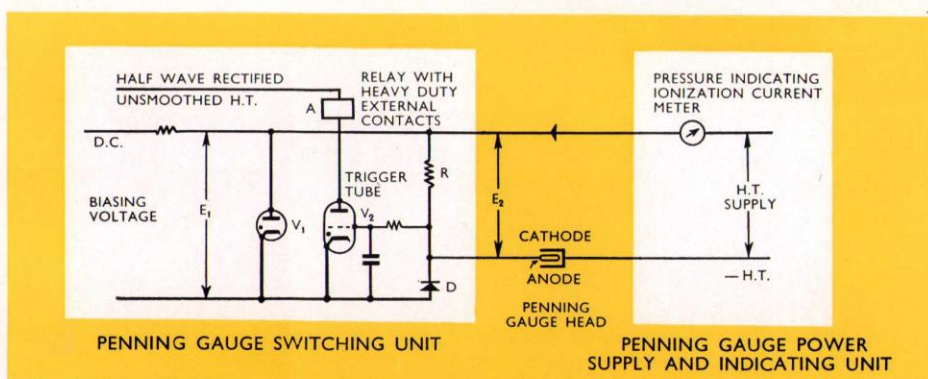 HALF WAVE RECTIFIED
UNSMOOTHED H.T.
A
RELAY WITH
HEAVY DUTY
EXTERNAL
CONTACTS
D.C.
BIASING
VOLTAGE
E₁
V₁
TRIGGER
TUBE
V₂
R
D
E₂
CATHODE
ANODE
PENNING
GAUGE HEAD
PRESSURE INDICATING
IONIZATION CURRENT
METER
H.T.
SUPPLY
— H.T.
PENNING GAUGE SWITCHING UNIT
PENNING GAUGE POWER
SUPPLY AND INDICATING UNIT